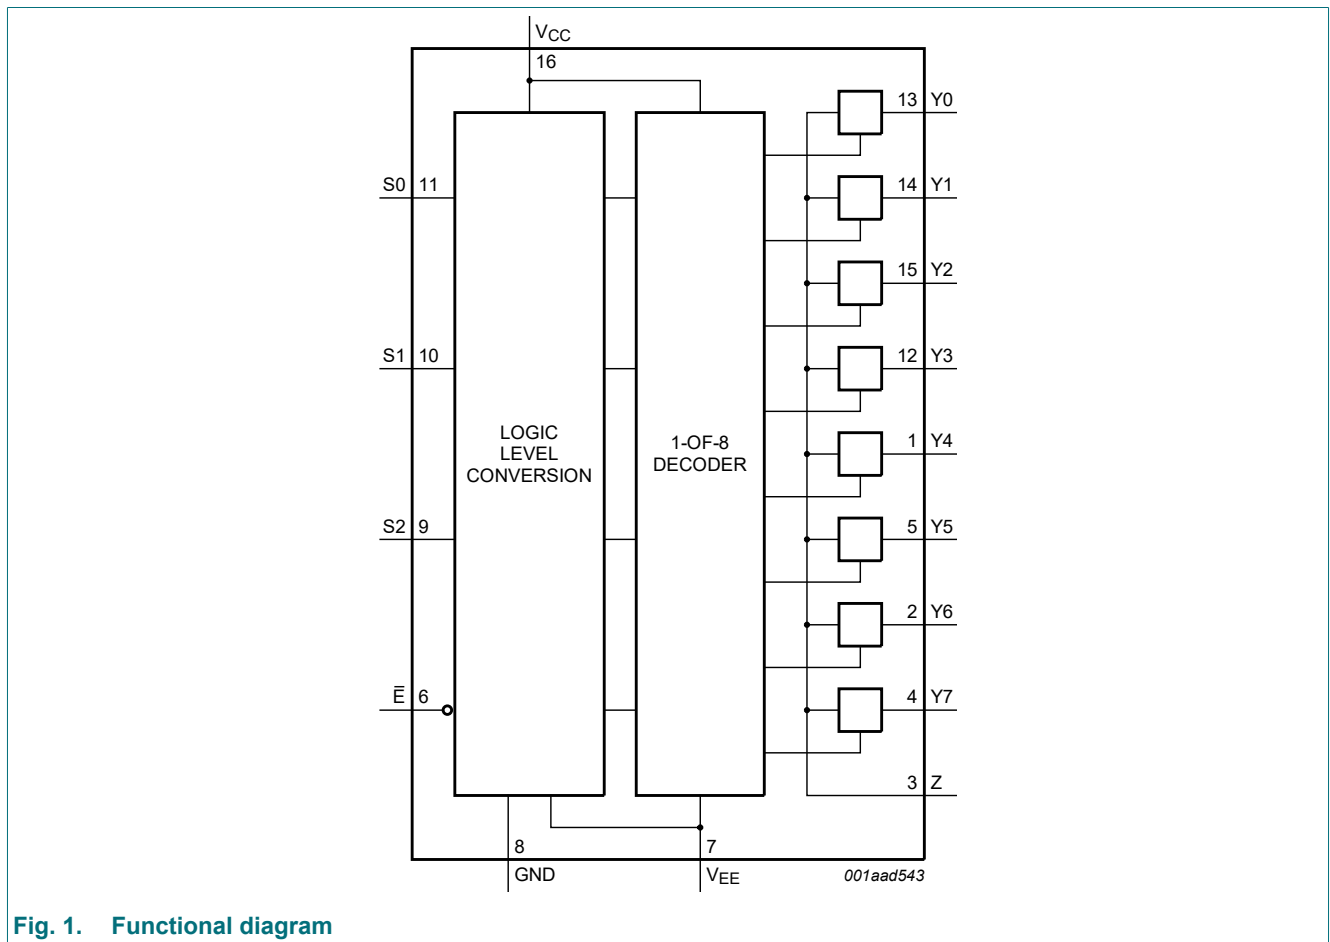 VCC
16
13 Y0
S0 11
14 Y1
15 Y2
S1 10
12 Y3
LOGIC
LEVEL
CONVERSION
1-OF-8
DECODER
1 Y4
S2 9
5 Y5
2 Y6
E̅ 6
4 Y7
3 Z
8
GND
7
VEE
001aad543
Fig. 1. Functional diagram